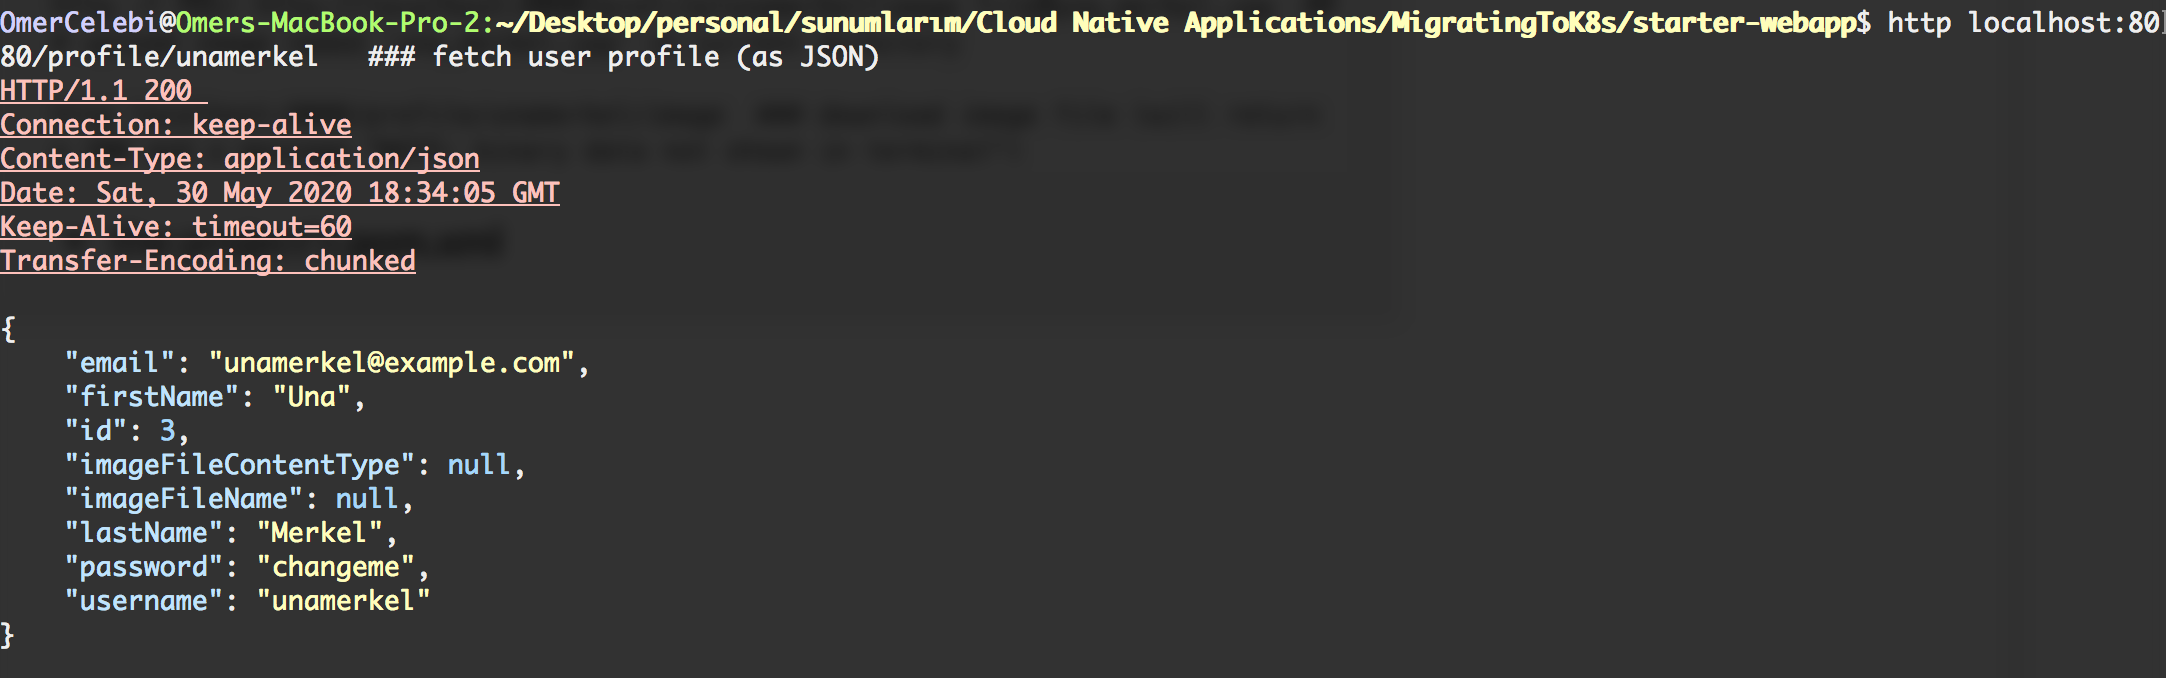 OmerCelebi@Omers-MacBook-Pro-2:~/Desktop/personal/sunumlarım/Cloud Native Applications/MigratingToK8s/starter-webapp$ http localhost:80
80/profile/unamerkel   ### fetch user profile (as JSON)
HTTP/1.1 200
Connection: keep-alive
Content-Type: application/json
Date: Sat, 30 May 2020 18:34:05 GMT
Keep-Alive: timeout=60
Transfer-Encoding: chunked

{
    "email": "unamerkel@example.com",
    "firstName": "Una",
    "id": 3,
    "imageFileContentType": null,
    "imageFileName": null,
    "lastName": "Merkel",
    "password": "changeme",
    "username": "unamerkel"
}